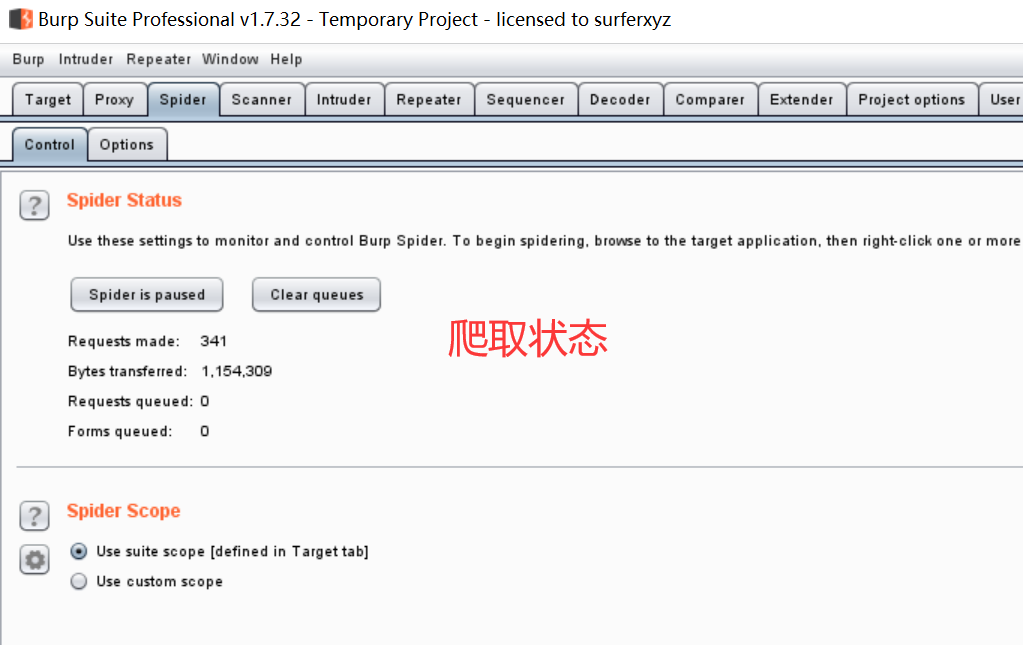 Burp Suite Professional v1.7.32 - Temporary Project - licensed to surferxyz
Burp Intruder Repeater Window Help
Target Proxy Spider Scanner Intruder Repeater Sequencer Decoder Comparer Extender Project options User
Control Options
? Spider Status
Use these settings to monitor and control Burp Spider. To begin spidering, browse to the target application, then right-click one or more
Spider is paused Clear queues
Requests made: 341
爬取状态
Bytes transferred: 1,154,309
Requests queued: 0
Forms queued: 0
? Spider Scope
Use suite scope [defined in Target tab]
Use custom scope